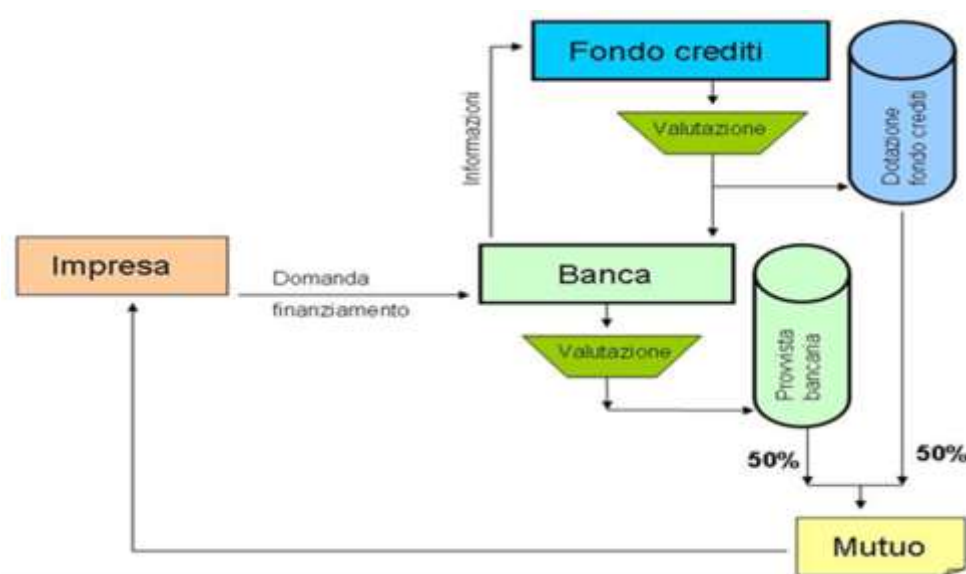 Fondo crediti
Valutazione
Informazioni
Dotazione
fondo crediti
Impresa
Domanda
finanziamento
Banca
Valutazione
Provvista
bancaria
50%
50%
Mutuo